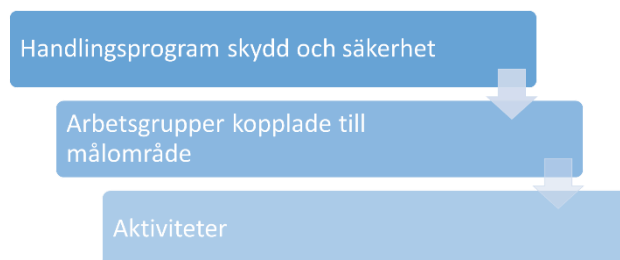 Handlingsprogram skydd och säkerhet
Arbetsgrupper kopplade till
målområde
Aktiviteter